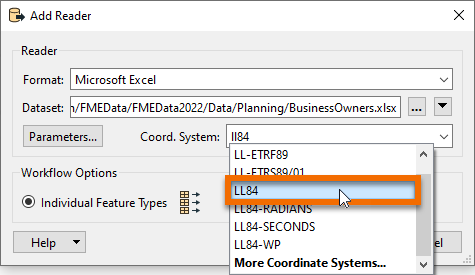 Add Reader
Reader
Format: Microsoft Excel
Dataset: n/FMEData/FMEData2022/Data/Planning/BusinessOwners.xlsx ...
Parameters... Coord. System: ll84
LL-ETRF89
LL-ETRS89/01
Workflow Options
LL84
Individual Feature Types
LL84-RADIANS
LL84-SECONDS
LL84-WP
Help
More Coordinate Systems...